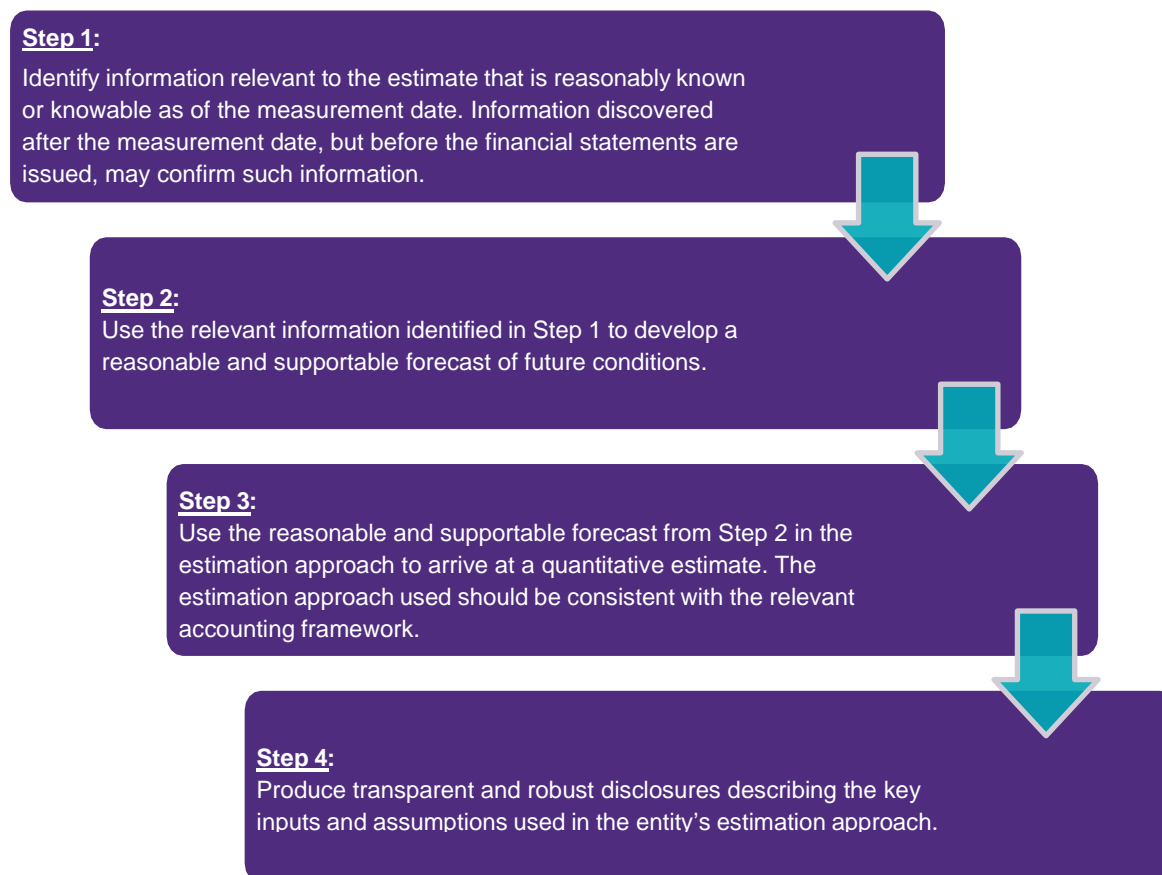 Step 1:
Identify information relevant to the estimate that is reasonably known
or knowable as of the measurement date. Information discovered
after the measurement date, but before the financial statements are
issued, may confirm such information.
Step 2:
Use the relevant information identified in Step 1 to develop a
reasonable and supportable forecast of future conditions.
Step 3:
Use the reasonable and supportable forecast from Step 2 in the
estimation approach to arrive at a quantitative estimate. The
estimation approach used should be consistent with the relevant
accounting framework.
Step 4:
Produce transparent and robust disclosures describing the key
inputs and assumptions used in the entity’s estimation approach.